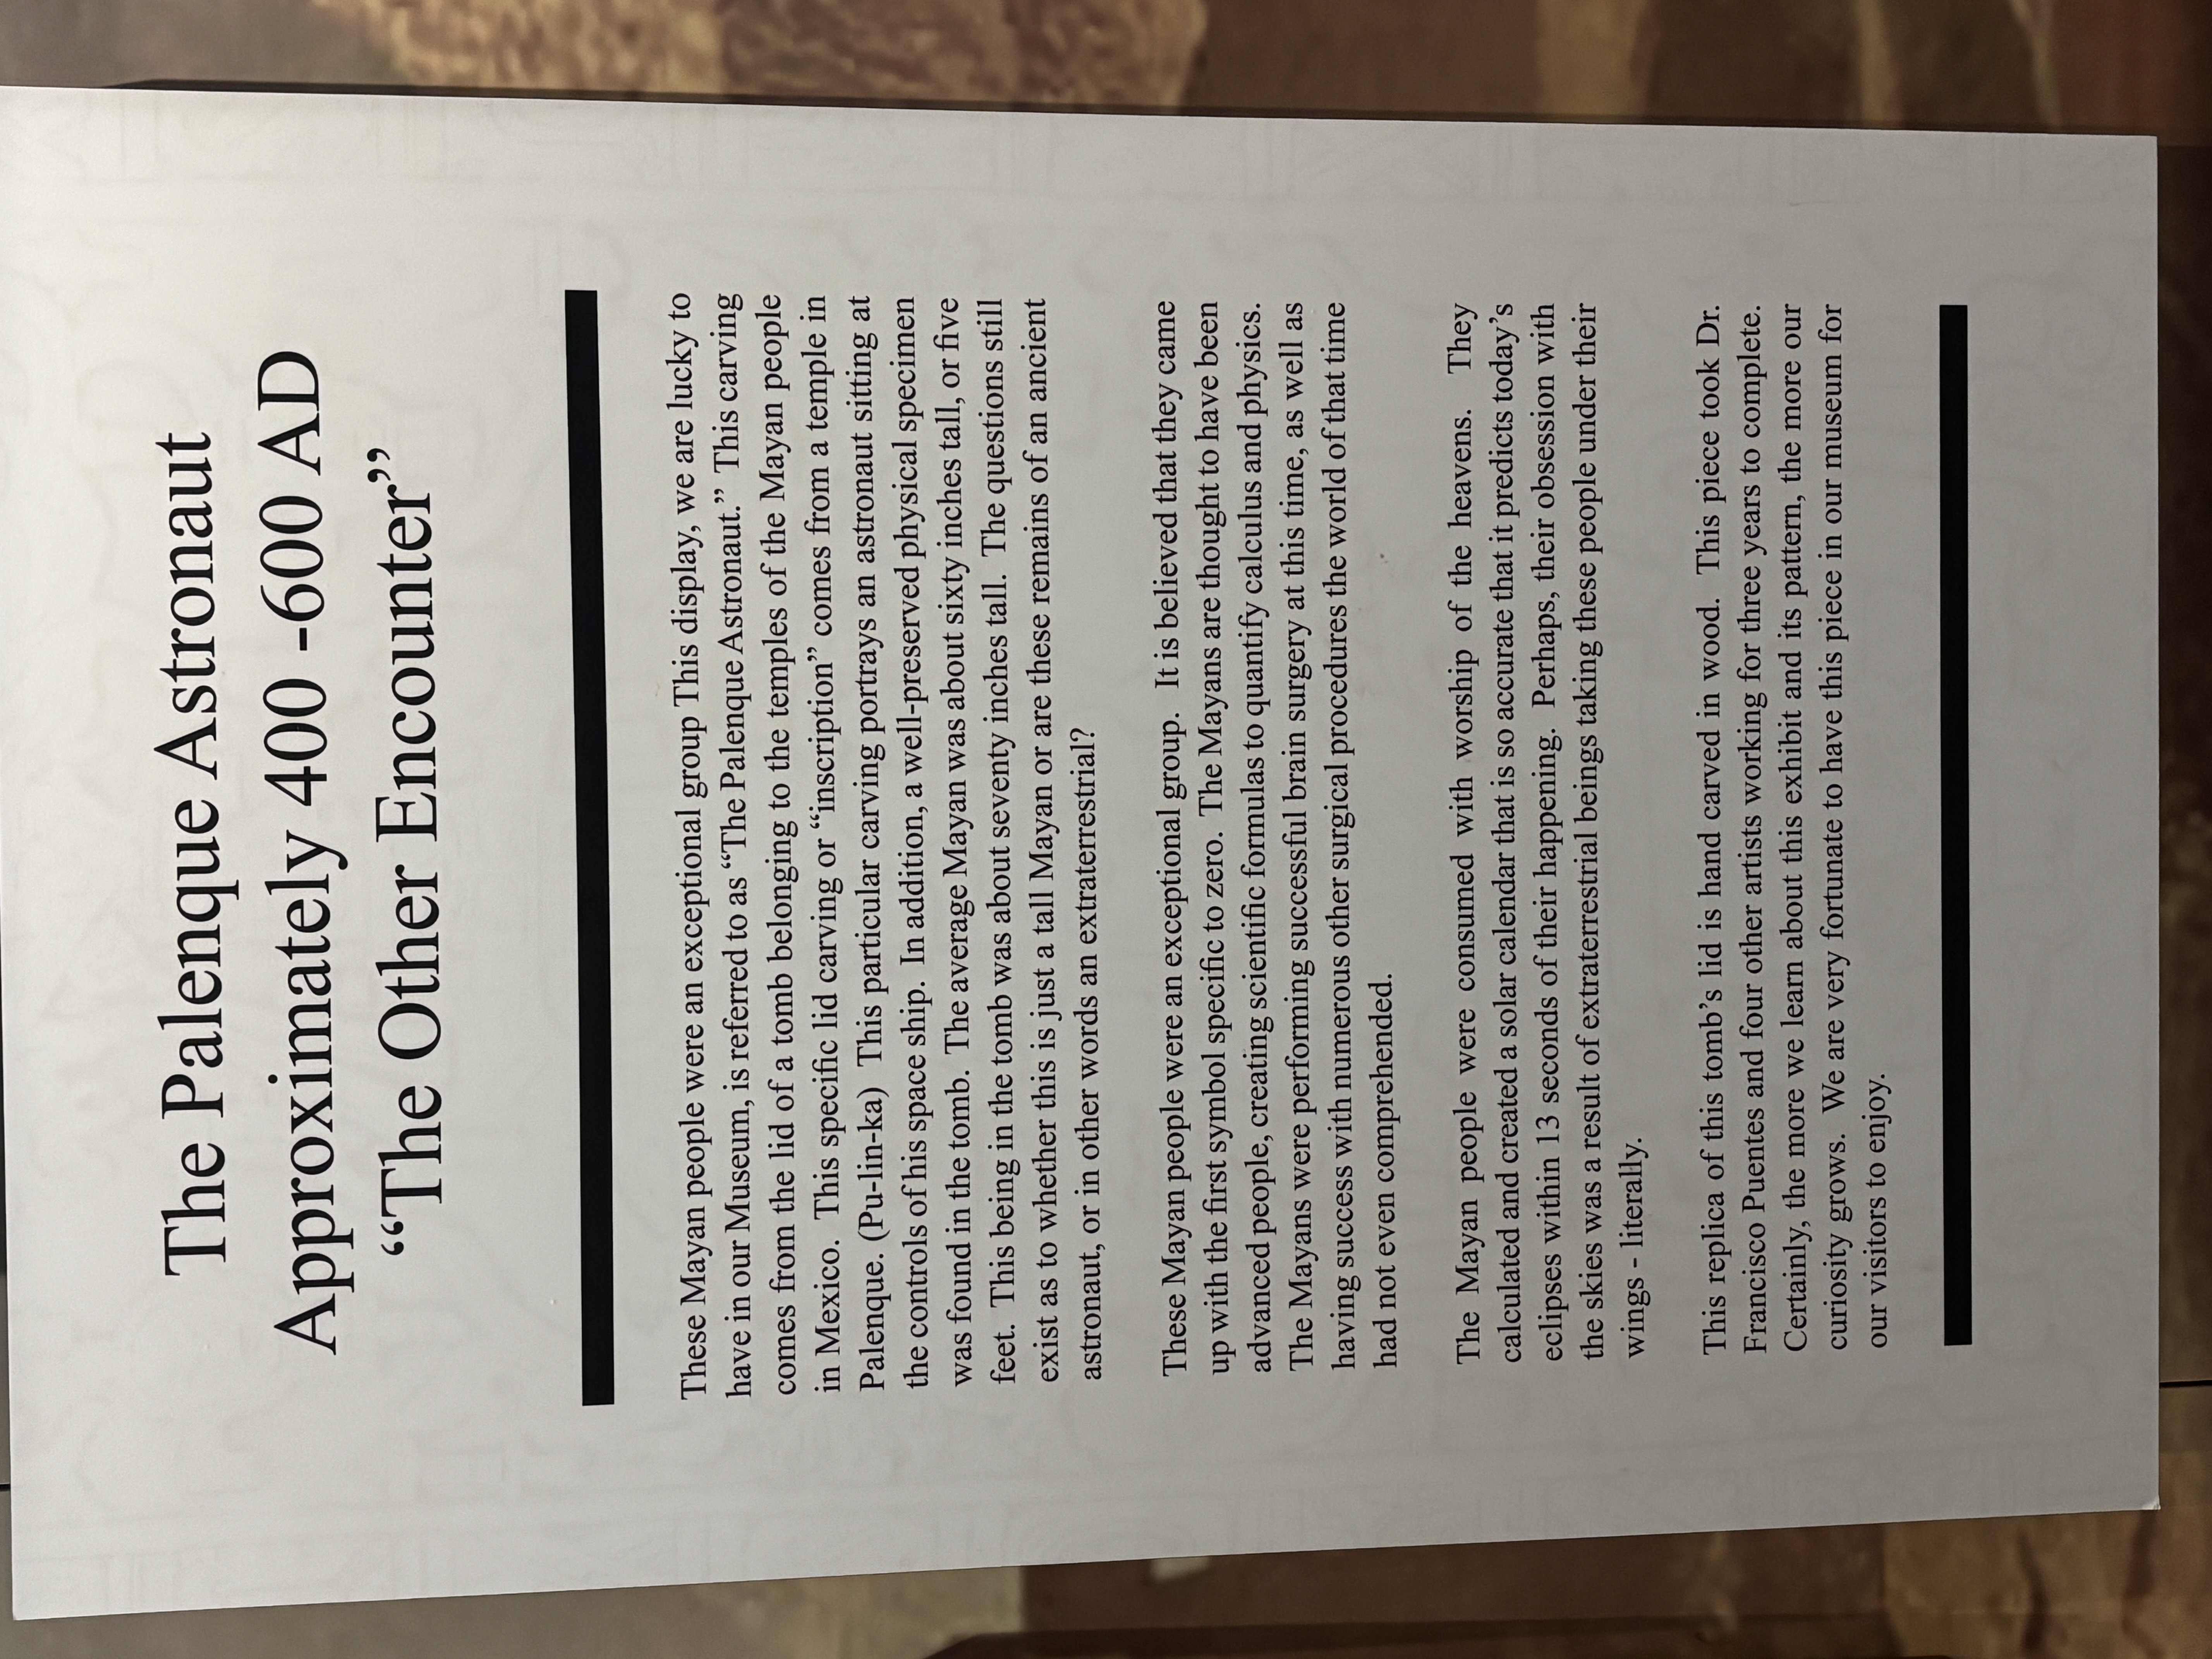 The Palenque Astronaut
Approximately 400 -600 AD
“The Other Encounter”
These Mayan people were an exceptional group This display, we are lucky to
have in our Museum, is referred to as “The Palenque Astronaut.” This carving
comes from the lid of a tomb belonging to the temples of the Mayan people
in Mexico. This specific lid carving or “inscription” comes from a temple in
Palenque. (Pu-lin-ka) This particular carving portrays an astronaut sitting at
the controls of his space ship. In addition, a well-preserved physical specimen
was found in the tomb. The average Mayan was about sixty inches tall, or five
feet. This being in the tomb was about seventy inches tall. The questions still
exist as to whether this is just a tall Mayan or are these remains of an ancient
astronaut, or in other words an extraterrestrial?
These Mayan people were an exceptional group. It is believed that they came
up with the first symbol specific to zero. The Mayans are thought to have been
advanced people, creating scientific formulas to quantify calculus and physics.
The Mayans were performing successful brain surgery at this time, as well as
having success with numerous other surgical procedures the world of that time
had not even comprehended.
The Mayan people were consumed with worship of the heavens. They
calculated and created a solar calendar that is so accurate that it predicts today’s
eclipses within 13 seconds of their happening. Perhaps, their obsession with
the skies was a result of extraterrestrial beings taking these people under their
wings - literally.
This replica of this tomb’s lid is hand carved in wood. This piece took Dr.
Francisco Puentes and four other artists working for three years to complete.
Certainly, the more we learn about this exhibit and its pattern, the more our
curiosity grows. We are very fortunate to have this piece in our museum for
our visitors to enjoy.